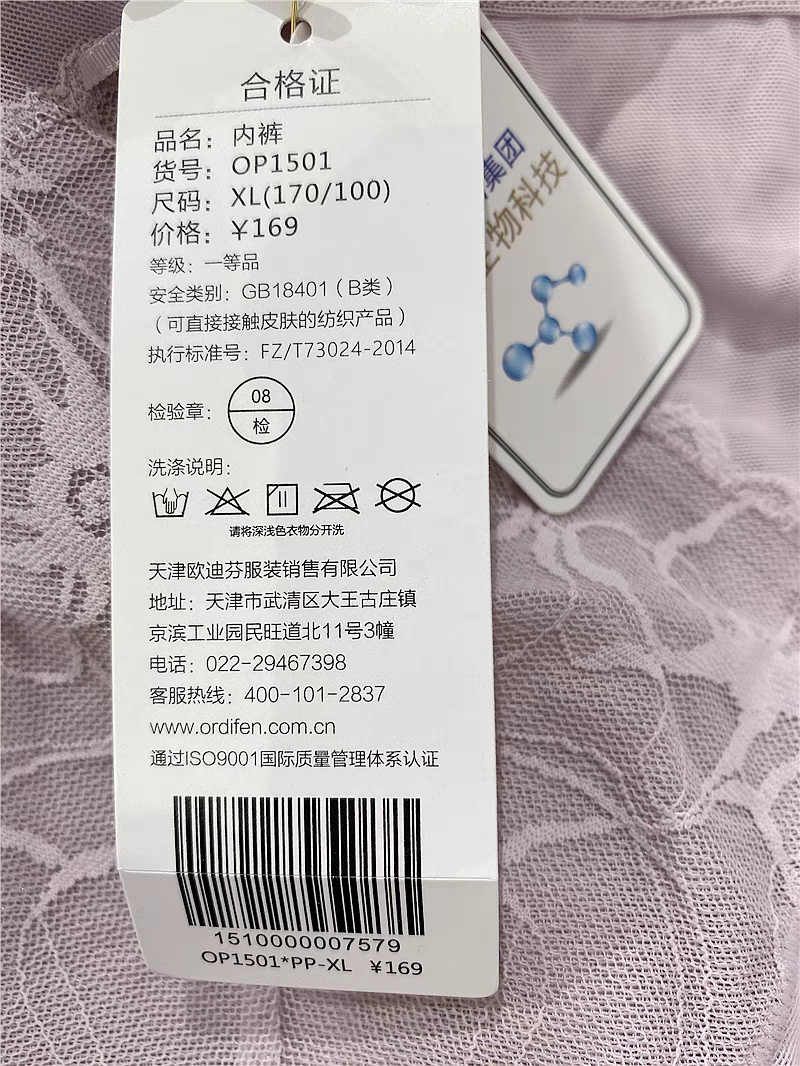 合格证
品名：内裤
货号：OP1501
尺码：XL(170/100)
价格：¥169
等级：一等品
安全类别：GB18401（B类）
（可直接接触皮肤的纺织产品）
执行标准号：FZ/T73024-2014
检验章：
08
检
洗涤说明：
请将深浅色衣物分开洗
天津欧迪芬服装销售有限公司
地址：天津市武清区大王古庄镇
京滨工业园民旺道北11号3幢
电话：022-29467398
客服热线：400-101-2837
www.ordifen.com.cn
通过ISO9001国际质量管理体系认证
1510000007579
OP1501*PP-XL ¥169
集团
物科技